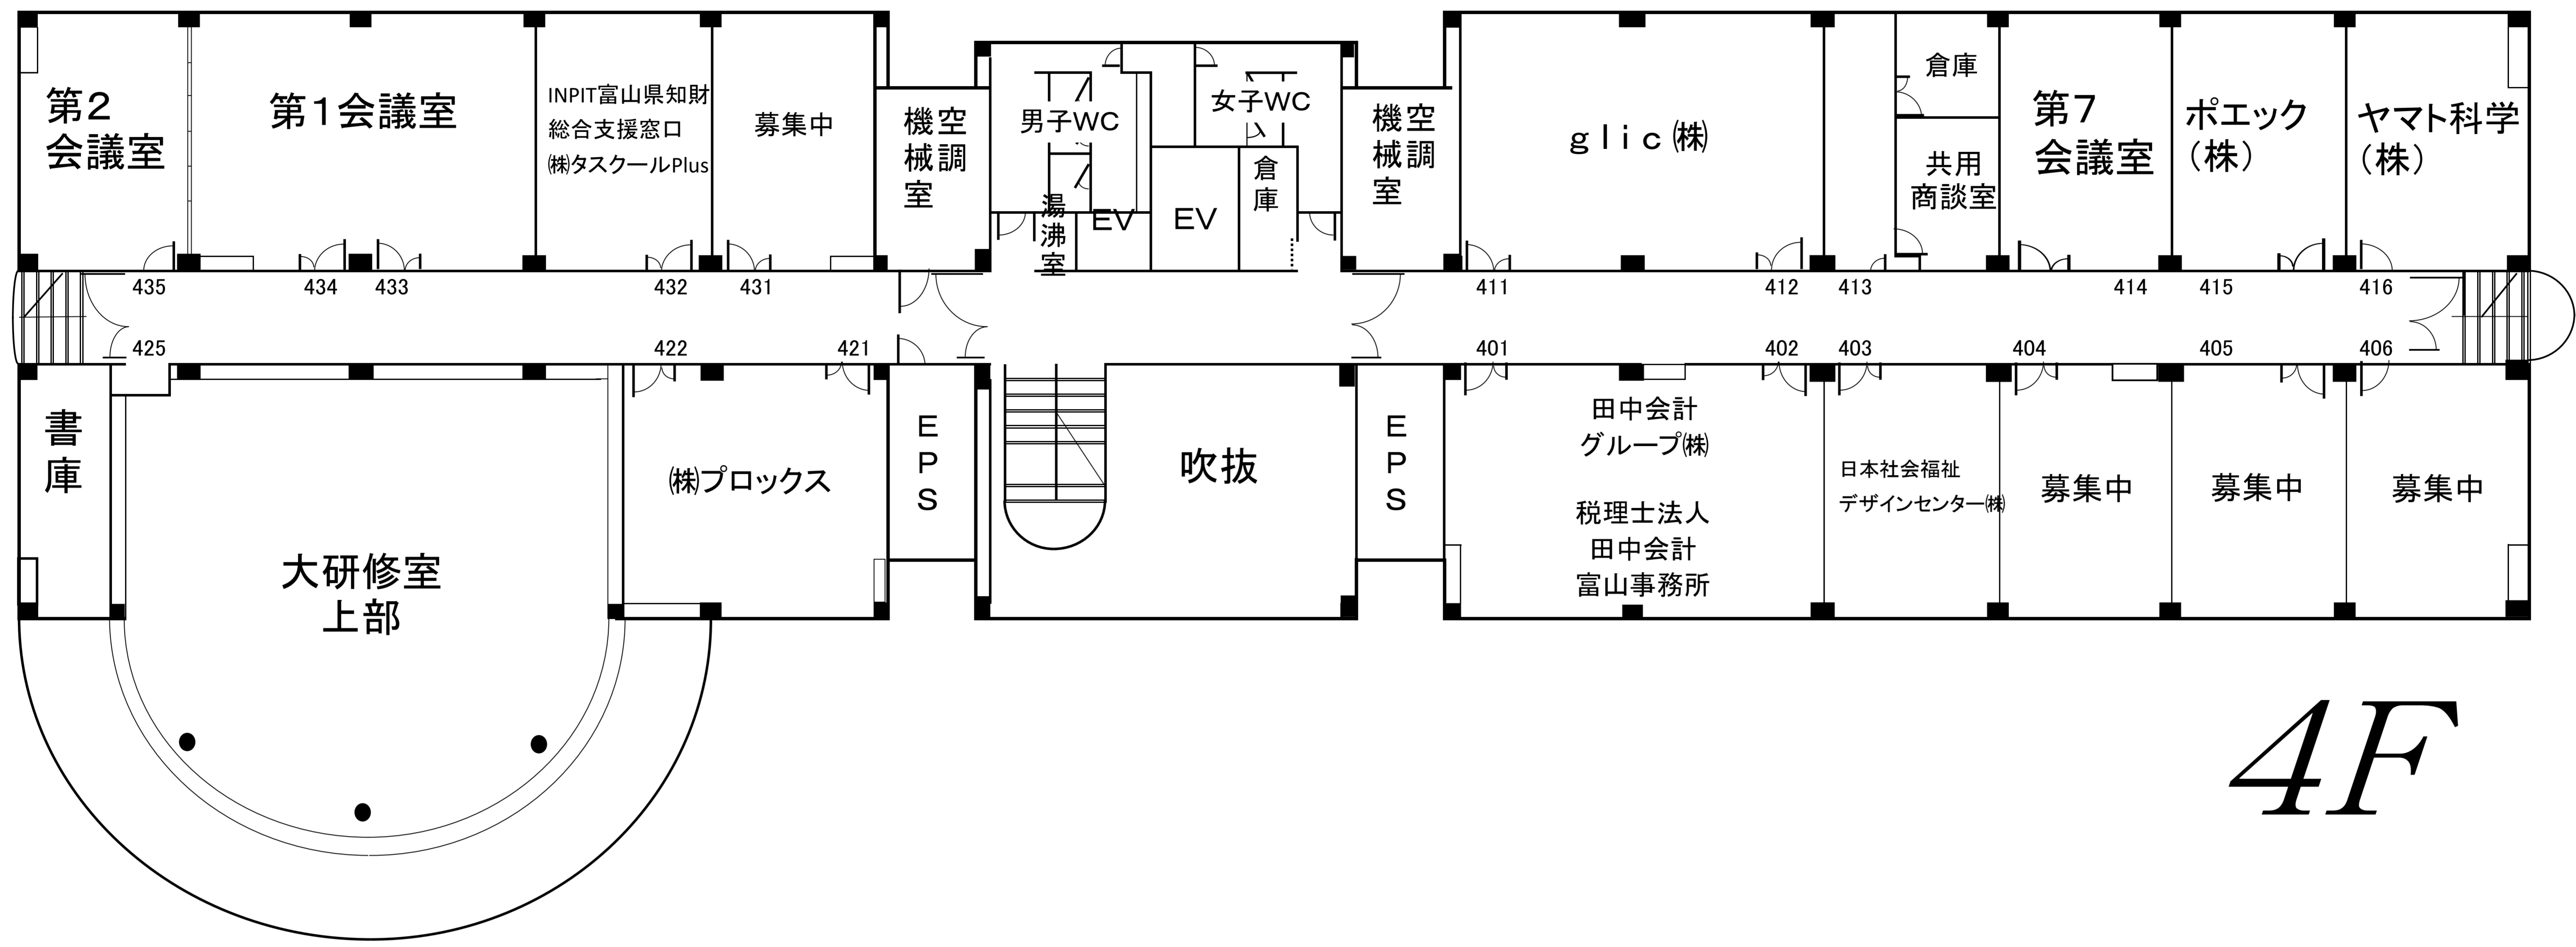 第２
会議室
第１会議室
INPIT富山県知財
総合支援窓口
㈱タスクールPlus
募集中
空調
機械室
男子WC
湯沸室
EV
EV
女子WC
倉庫
空調
機械室
ｇｌｉｃ㈱
倉庫
共用
商談室
第7
会議室
ポエック
（株）
ヤマト科学
（株）
435
434
433
432
431
411
412
413
414
415
416
425
422
421
401
402
403
404
405
406
書庫
大研修室
上部
㈱プロックス
EPS
吹抜
EPS
田中会計
グループ㈱
税理士法人
田中会計
富山事務所
日本社会福祉
デザインセンター㈱
募集中
募集中
募集中
4F